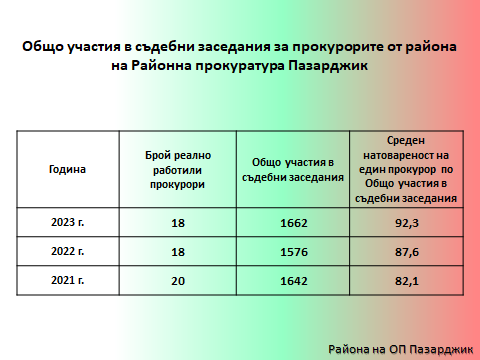 Общо участия в съдебни заседания за прокурорите от района
на Районна прокуратура Пазарджик
Година
Брой реално
работили
прокурори
Общо участия в
съдебни заседания
Среден
натовареност на
един прокурор по
Общо участия в
съдебни заседания
2023 г.
18
1662
92,3
2022 г.
18
1576
87,6
2021 г.
20
1642
82,1
Района на ОП Пазарджик